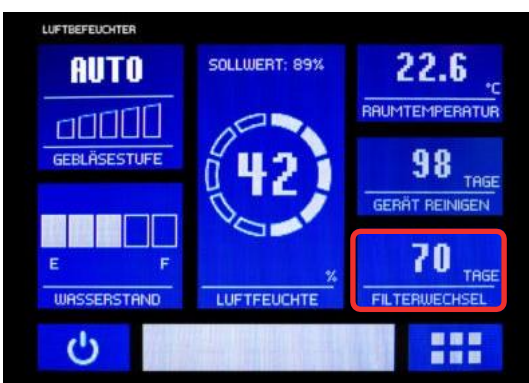 LUFTBEFEUCHTER
AUTO
GEBLÄSESTUFE
E F
WASSERSTAND
SOLLWERT: 89%
42
%
LUFTFEUCHTE
22.6 °C
RAUMTEMPERATUR
98 TAGE
GERÄT REINIGEN
70 TAGE
FILTERWECHSEL